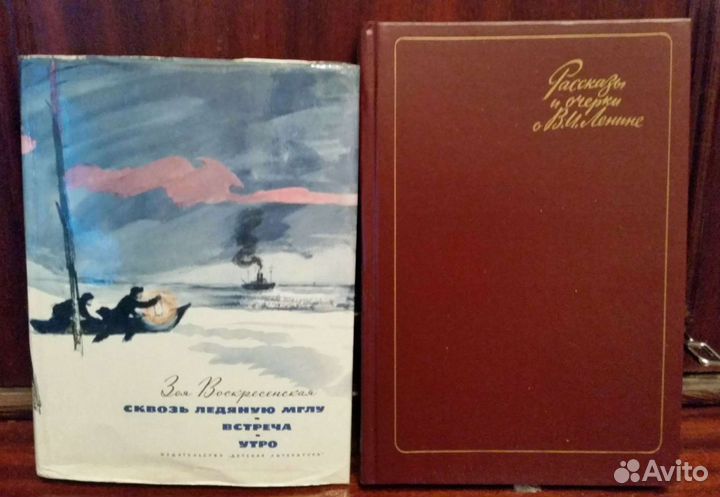 Зоя Воскресенская
СКВОЗЬ ЛЕДЯНУЮ МГЛУ
ВСТРЕЧА
УТРО
ИЗДАТЕЛЬСТВО "ДЕТСКАЯ ЛИТЕРАТУРА"
Рассказы
и очерки
о В.И.Ленине
Avito